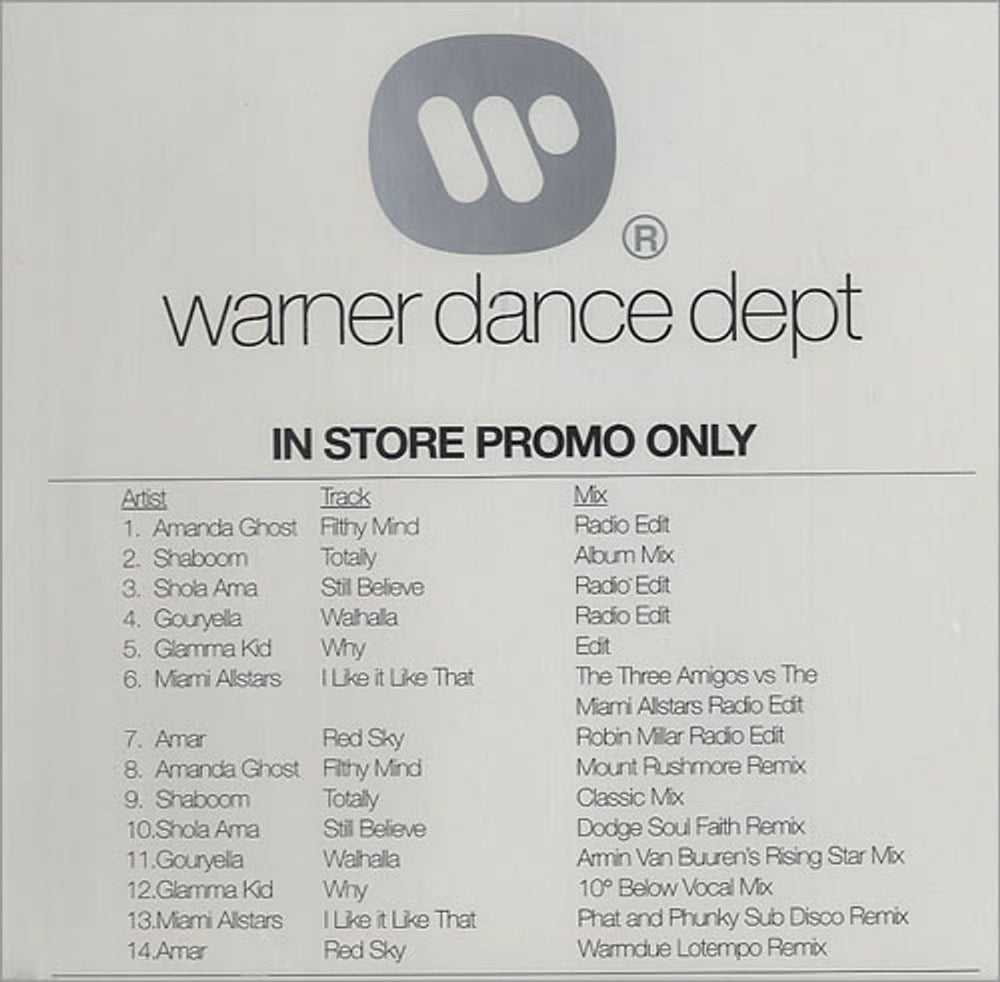 W
®
warner dance dept
IN STORE PROMO ONLY
Artist Track Mix
1. Amanda Ghost Filthy Mind Radio Edit
2. Shaboom Totally Album Mix
3. Shola Ama Still Believe Radio Edit
4. Gouryella Walhalla Radio Edit
5. Glamma Kid Why Edit
6. Miami Allstars I Like it Like That The Three Amigos vs The
Miami Allstars Radio Edit
7. Amar Red Sky Robin Millar Radio Edit
8. Amanda Ghost Filthy Mind Mount Rushmore Remix
9. Shaboom Totally Classic Mix
10.Shola Ama Still Believe Dodge Soul Faith Remix
11.Gouryella Walhalla Armin Van Buuren's Rising Star Mix
12.Glamma Kid Why 10° Below Vocal Mix
13.Miami Allstars I Like it Like That Phat and Phunky Sub Disco Remix
14.Amar Red Sky Warmdue Lotempo Remix